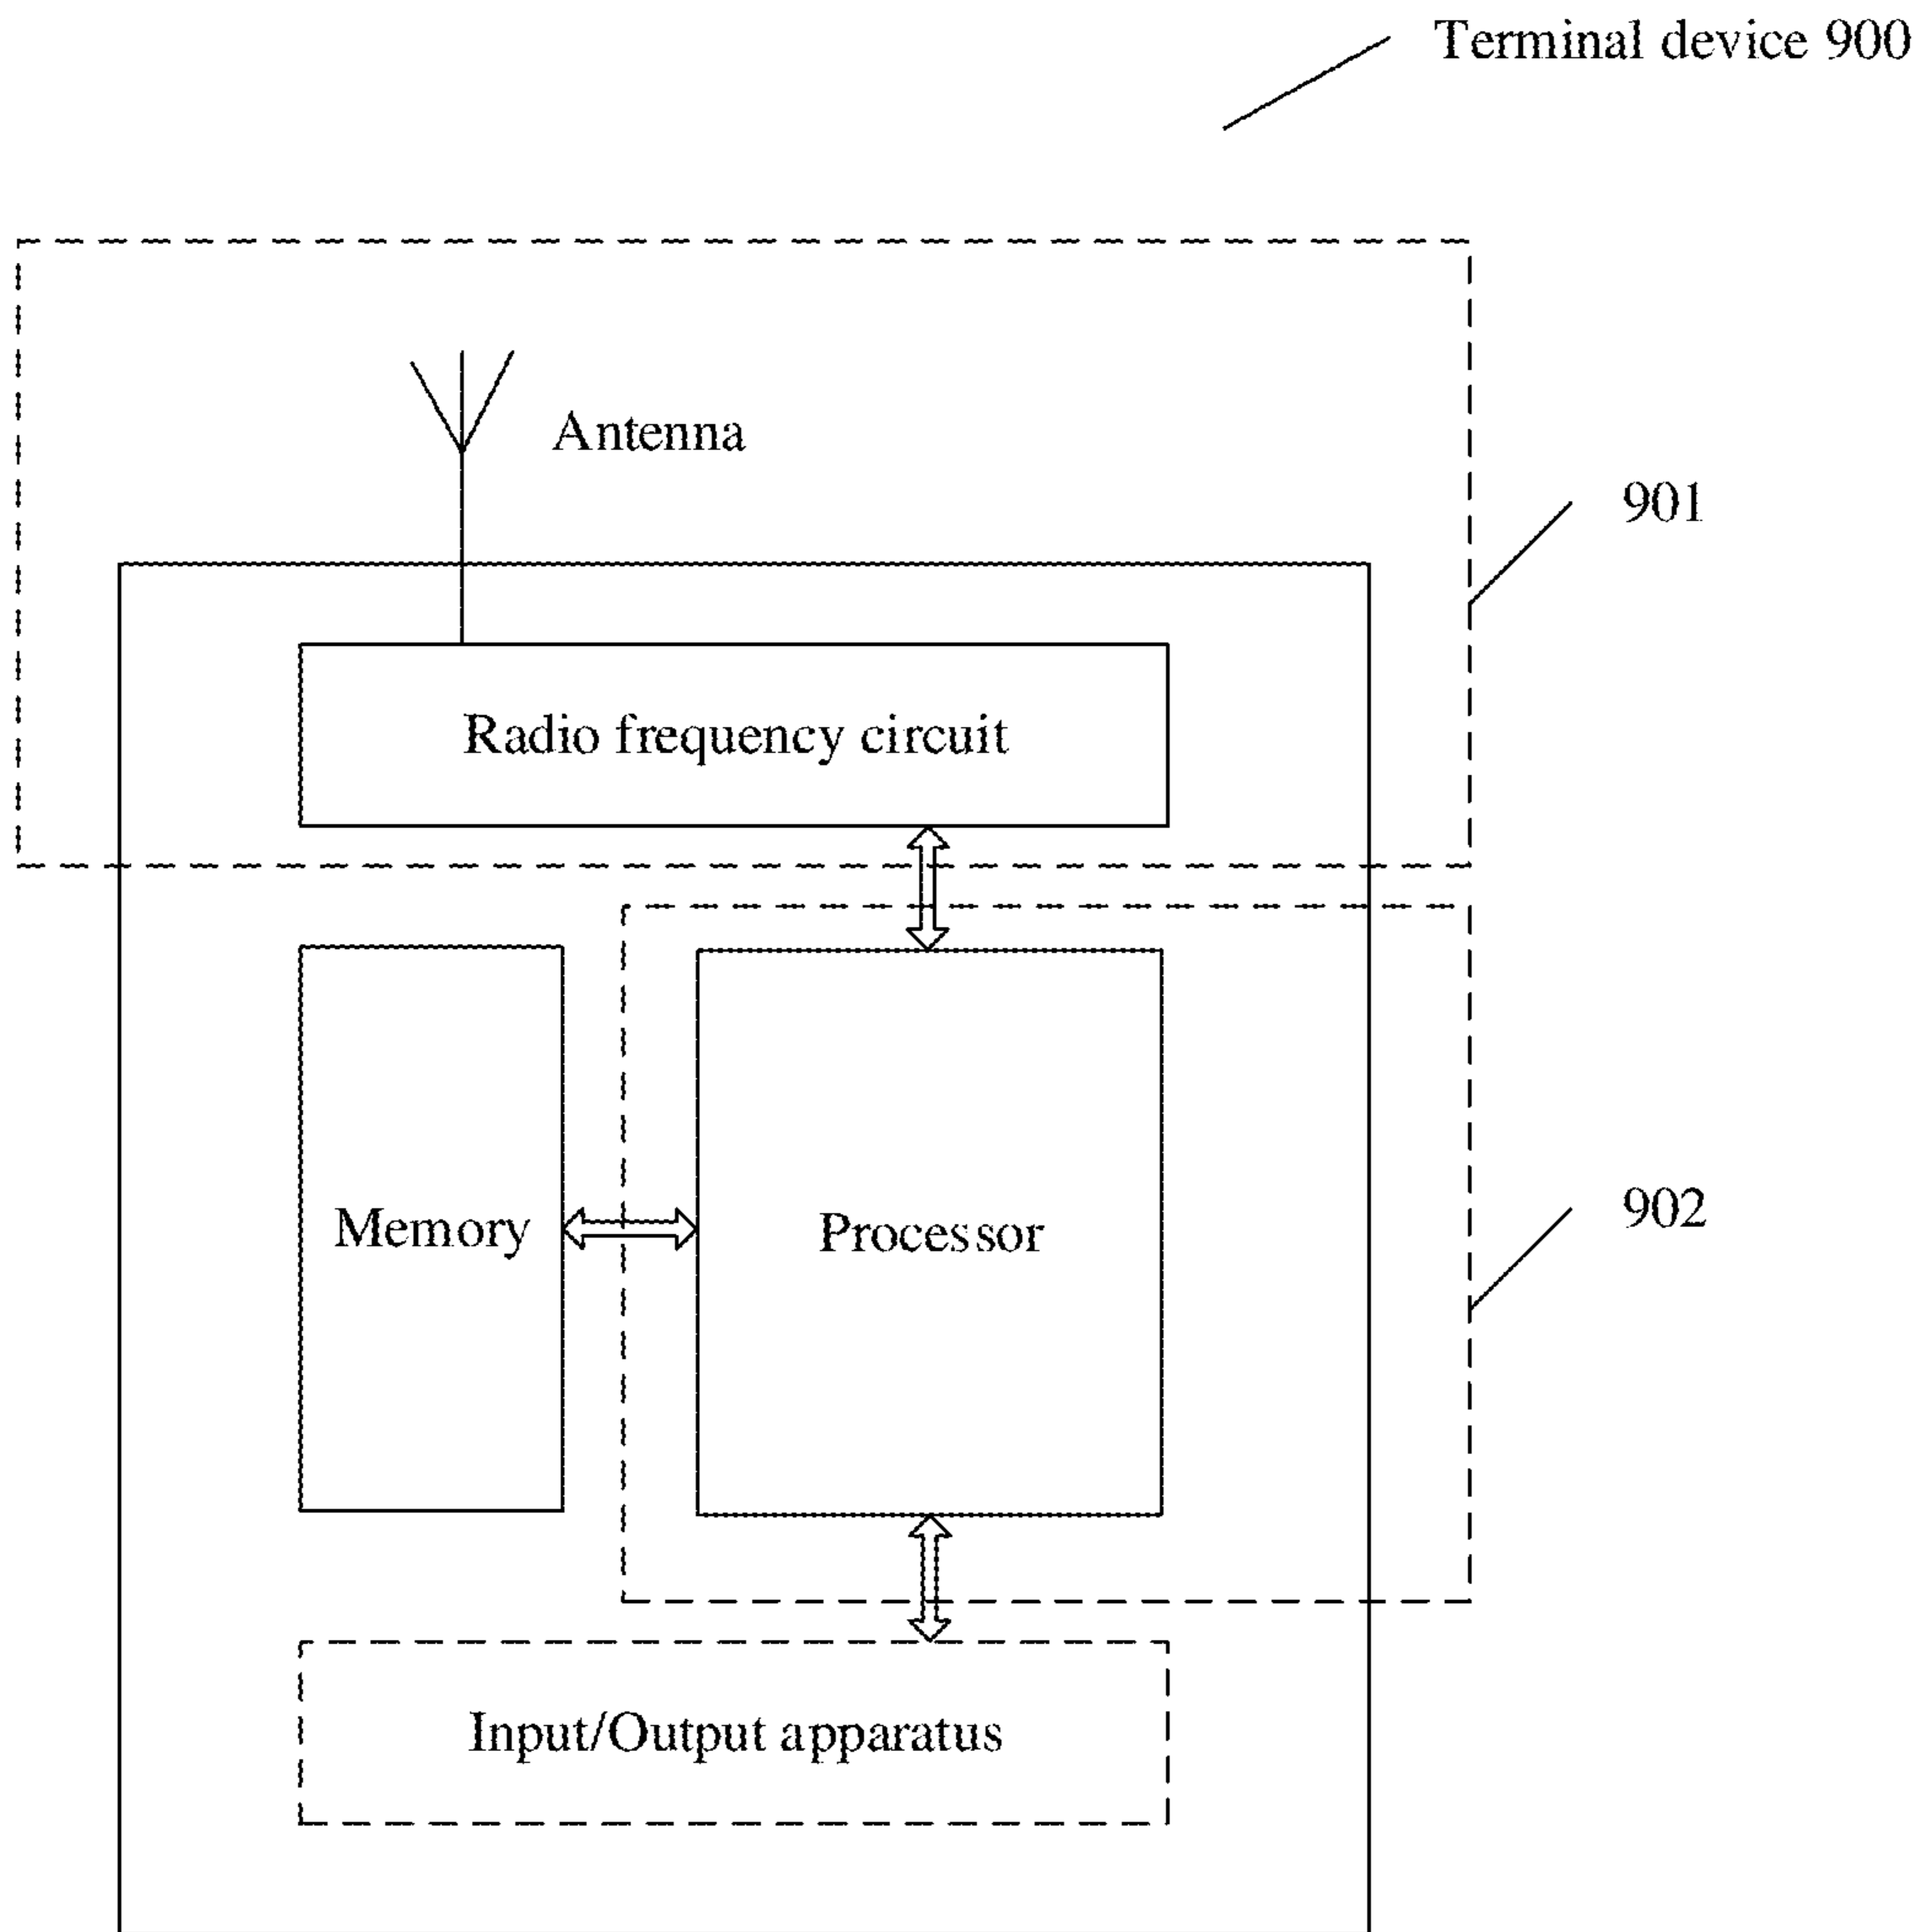 Terminal device 900
Antenna
901
Radio frequency circuit
Memory
Processor
902
Input/Output apparatus